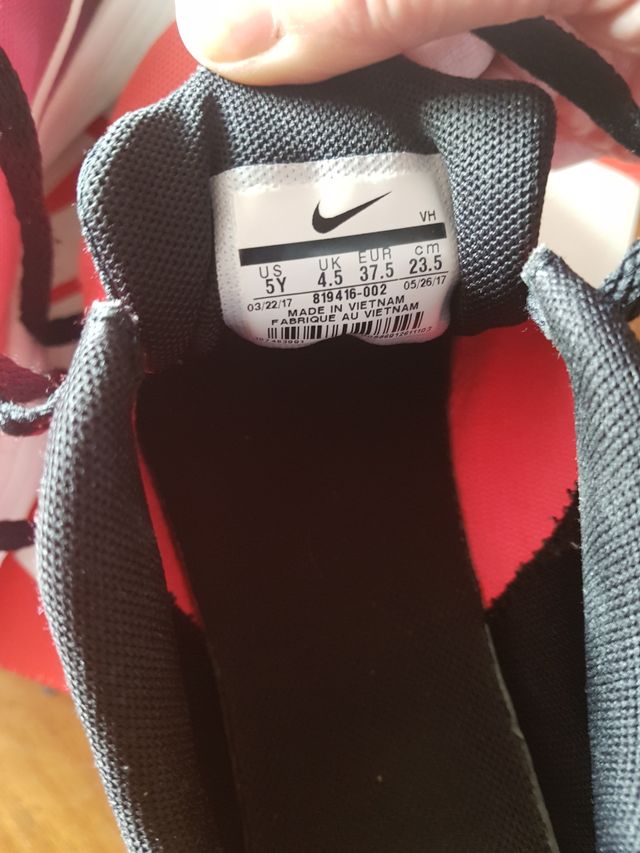 VH
US UK EUR cm
5Y 4.5 37.5 23.5
03/22/17 819416-002 05/26/17
MADE IN VIETNAM
FABRIQUE AU VIETNAM